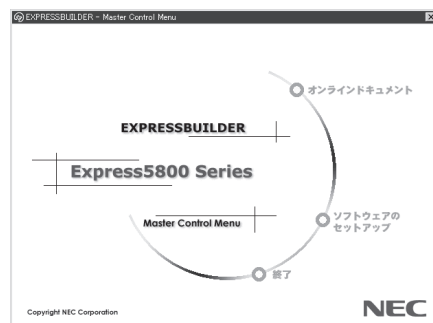 EXPRESSBUILDER - Master Control Menu
オンラインドキュメント
EXPRESSBUILDER
Express5800 Series
Master Control Menu
ソフトウェアの
セットアップ
終了
Copyright NEC Corporation
NEC